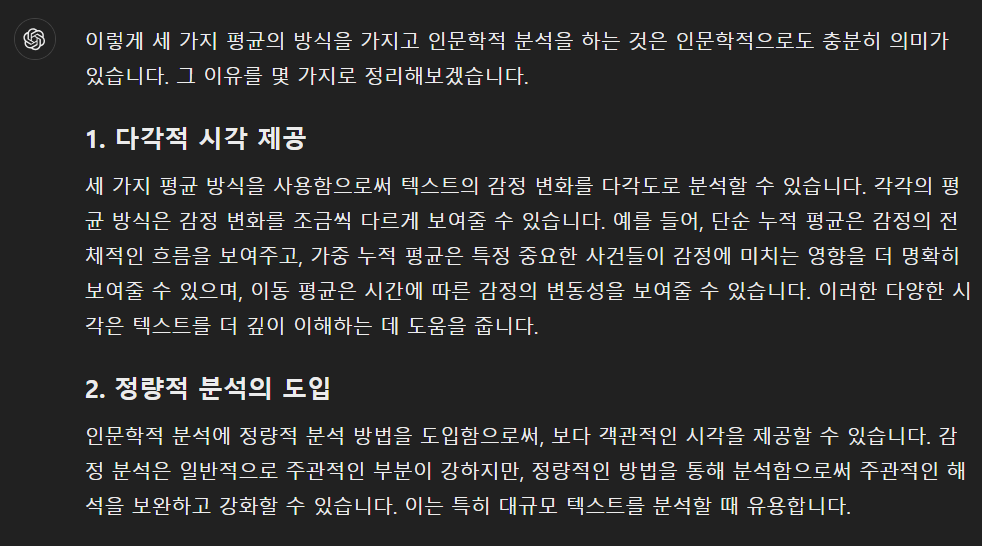 이렇게 세 가지 평균의 방식을 가지고 인문학적 분석을 하는 것은 인문학적으로도 충분히 의미가
있습니다. 그 이유를 몇 가지로 정리해보겠습니다.
1. 다각적 시각 제공
세 가지 평균 방식을 사용함으로써 텍스트의 감정 변화를 다각도로 분석할 수 있습니다. 각각의 평
균 방식은 감정 변화를 조금씩 다르게 보여줄 수 있습니다. 예를 들어, 단순 누적 평균은 감정의 전
체적인 흐름을 보여주고, 가중 누적 평균은 특정 중요한 사건들이 감정에 미치는 영향을 더 명확히
보여줄 수 있으며, 이동 평균은 시간에 따른 감정의 변동성을 보여줄 수 있습니다. 이러한 다양한 시
각은 텍스트를 더 깊이 이해하는 데 도움을 줍니다.
2. 정량적 분석의 도입
인문학적 분석에 정량적 분석 방법을 도입함으로써, 보다 객관적인 시각을 제공할 수 있습니다. 감
정 분석은 일반적으로 주관적인 부분이 강하지만, 정량적인 방법을 통해 분석함으로써 주관적인 해
석을 보완하고 강화할 수 있습니다. 이는 특히 대규모 텍스트를 분석할 때 유용합니다.